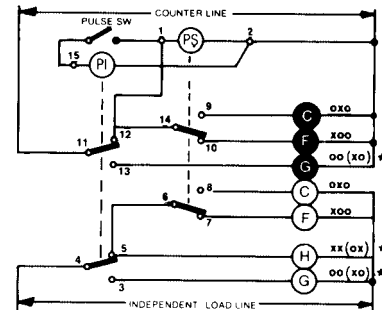 COUNTER LINE
PULSE SW
1 PS 2
15 PI
9 C oxo
14
12
11 10 F xoo
13 G oo(xo) *
8 C oxo
6
7 F xoo
5 H xx(ox) *
4
3 G oo(xo) *
INDEPENDENT LOAD LINE